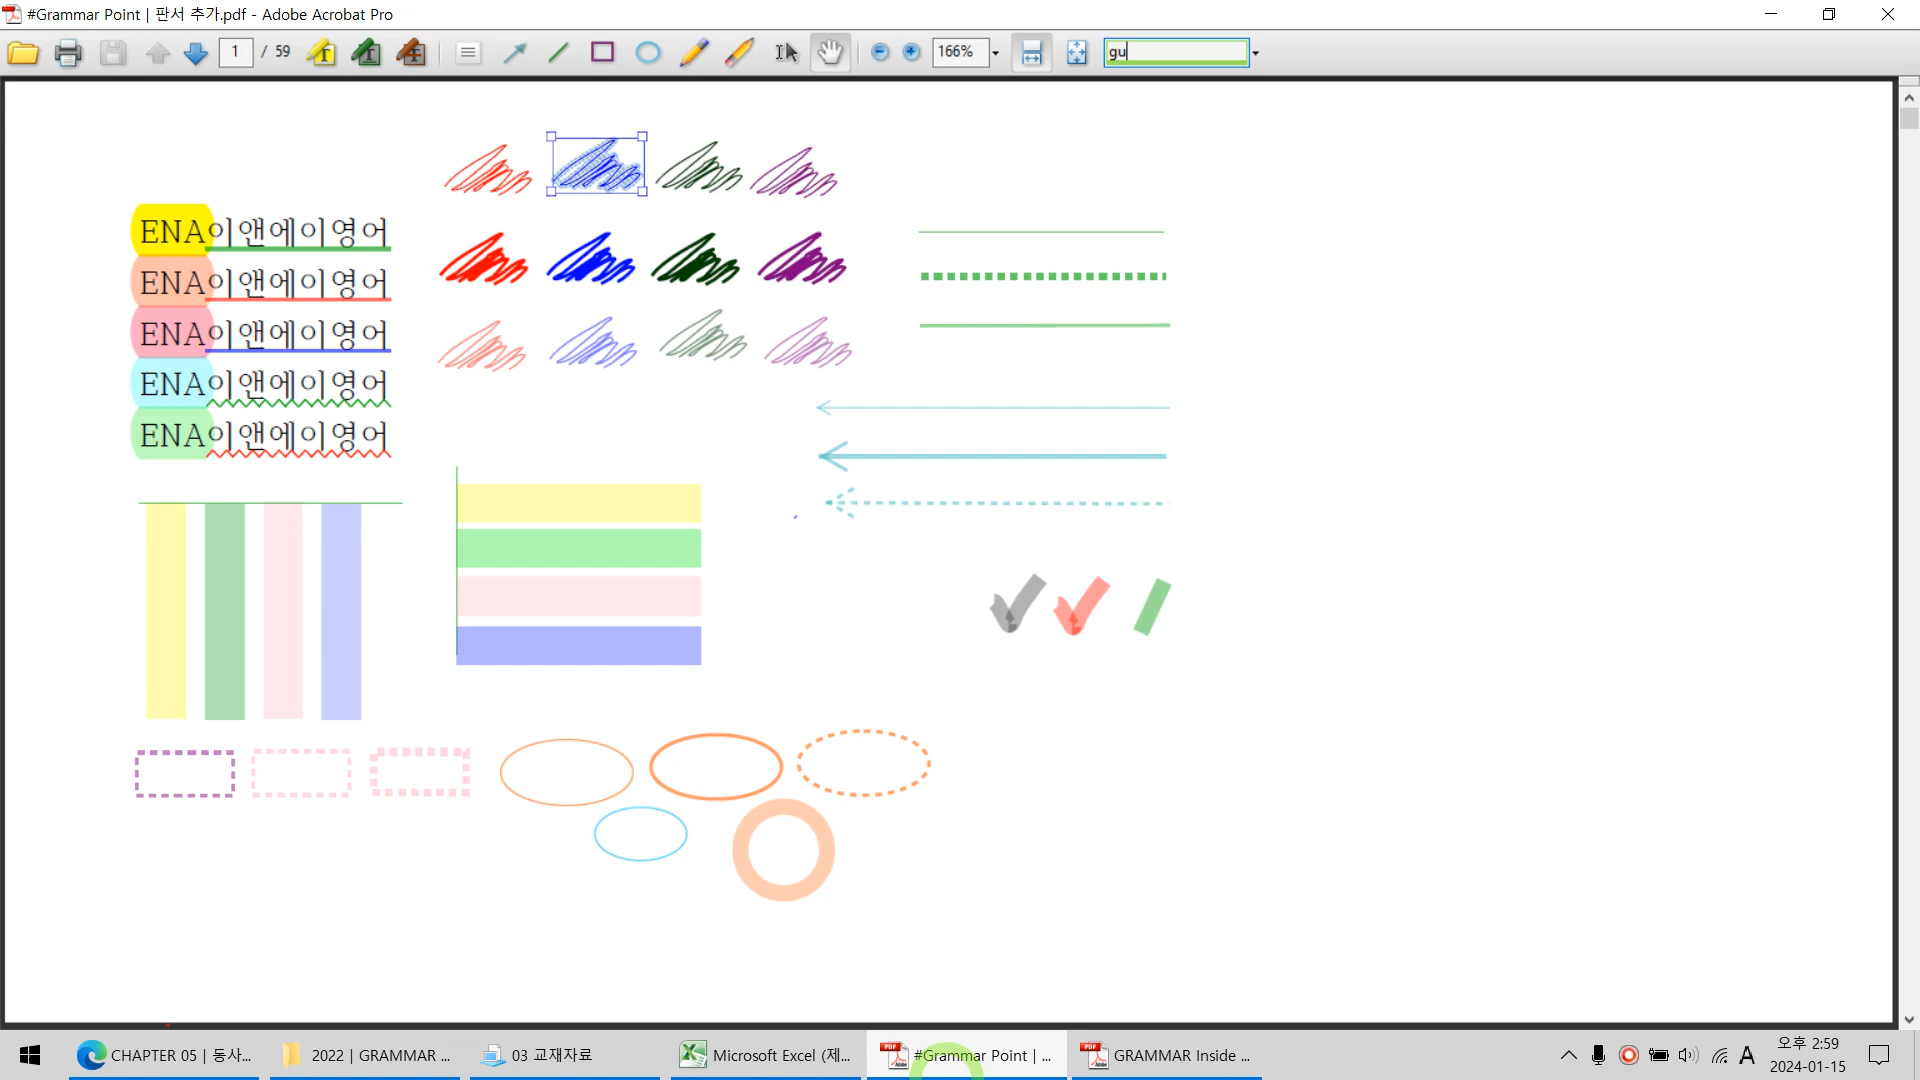 #Grammar Point | 판서 추가.pdf - Adobe Acrobat Pro
1 / 59
166%
gu
ENA이앤에이영어
ENA이앤에이영어
ENA이앤에이영어
ENA이앤에이영어
ENA이앤에이영어
CHAPTER 05 | 동사...
2022 | GRAMMAR ...
03 교재자료
Microsoft Excel (제...
#Grammar Point | ...
GRAMMAR Inside ...
A
오후 2:59
2024-01-15